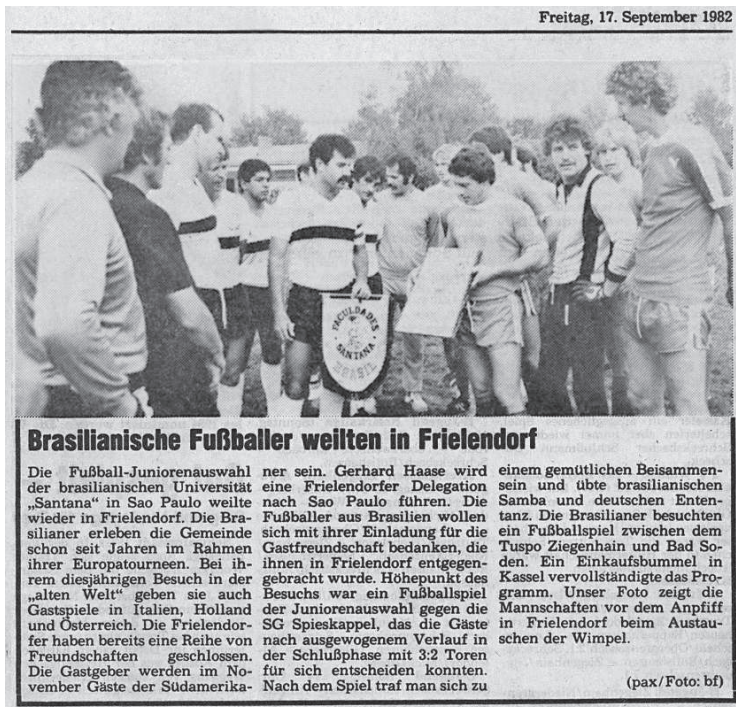 Freitag, 17. September 1982
FACULDADES
SANTANA
BRASIL
Brasilianische Fußballer weilten in Frielendorf
Die Fußball-Juniorenauswahl
der brasilianischen Universität
„Santana“ in Sao Paulo weilte
wieder in Frielendorf. Die Bra-
silianer erleben die Gemeinde
schon seit Jahren im Rahmen
ihrer Europatourneen. Bei ih-
rem diesjährigen Besuch in der
„alten Welt“ geben sie auch
Gastspiele in Italien, Holland
und Österreich. Die Frielendor-
fer haben bereits eine Reihe von
Freundschaften geschlossen.
Die Gastgeber werden im No-
vember Gäste der Südamerika-
ner sein. Gerhard Haase wird
eine Frielendorfer Delegation
nach Sao Paulo führen. Die
Fußballer aus Brasilien wollen
sich mit ihrer Einladung für die
Gastfreundschaft bedanken, die
ihnen in Frielendorf entgegen-
gebracht wurde. Höhepunkt des
Besuchs war ein Fußballspiel
der Juniorenauswahl gegen die
SG Spieskappel, das die Gäste
nach ausgewogenem Verlauf in
der Schlußphase mit 3:2 Toren
für sich entscheiden konnten.
Nach dem Spiel traf man sich zu
einem gemütlichen Beisammen-
sein und übte brasilianischen
Samba und deutschen Enten-
tanz. Die Brasilianer besuchten
ein Fußballspiel zwischen dem
Tuspo Ziegenhain und Bad So-
den. Ein Einkaufsbummel in
Kassel vervollständigte das Pro-
gramm. Unser Foto zeigt die
Mannschaften vor dem Anpfiff
in Frielendorf beim Austau-
schen der Wimpel.
(pax/Foto: bf)